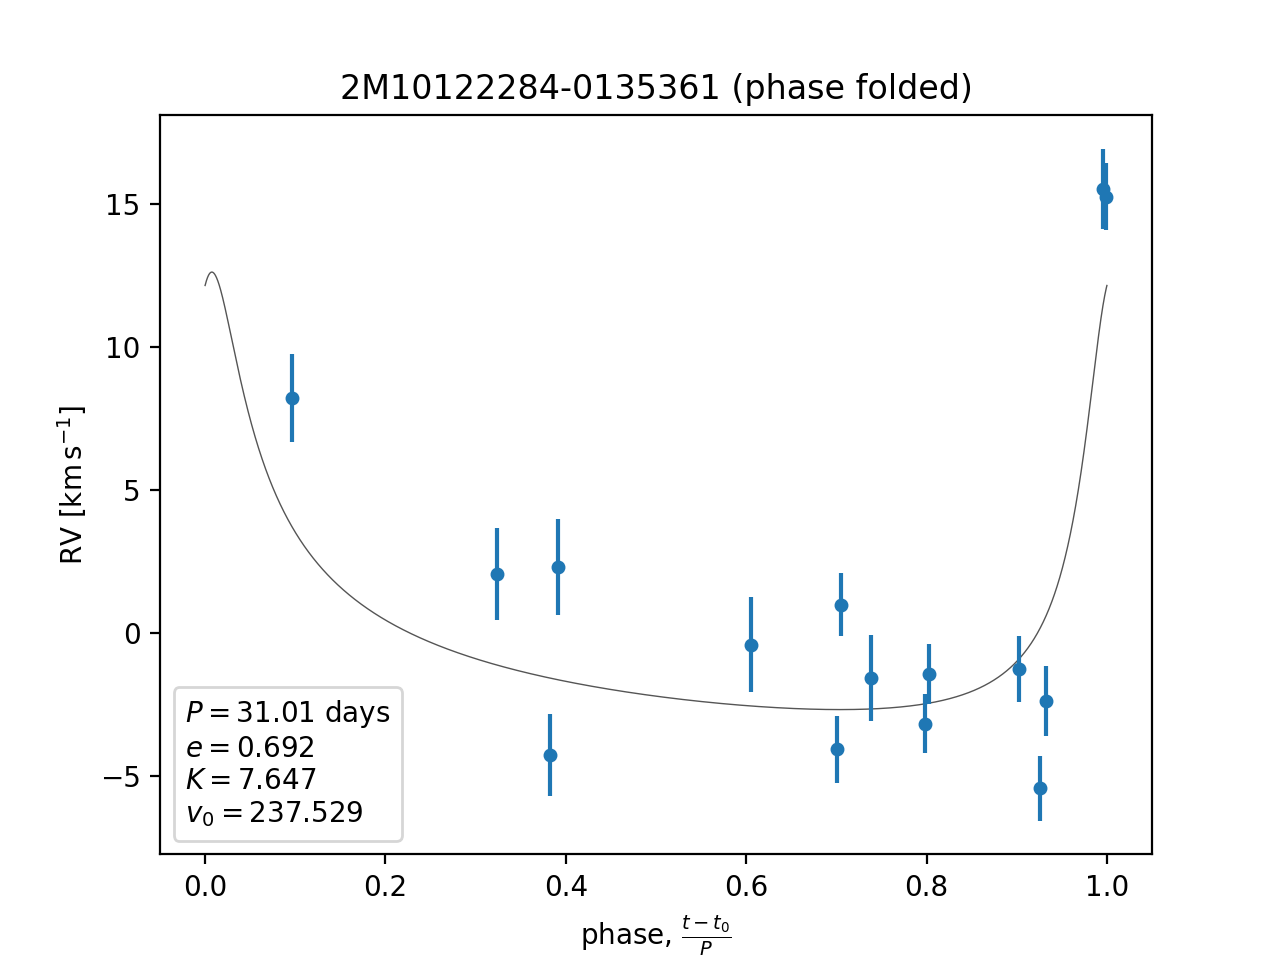 2M10122284-0135361 (phase folded)
RV [km s⁻¹]
15
10
5
0
−5
P = 31.01 days
e = 0.692
K = 7.647
v₀ = 237.529
0.0 0.2 0.4 0.6 0.8 1.0
phase, (t − t₀)/P